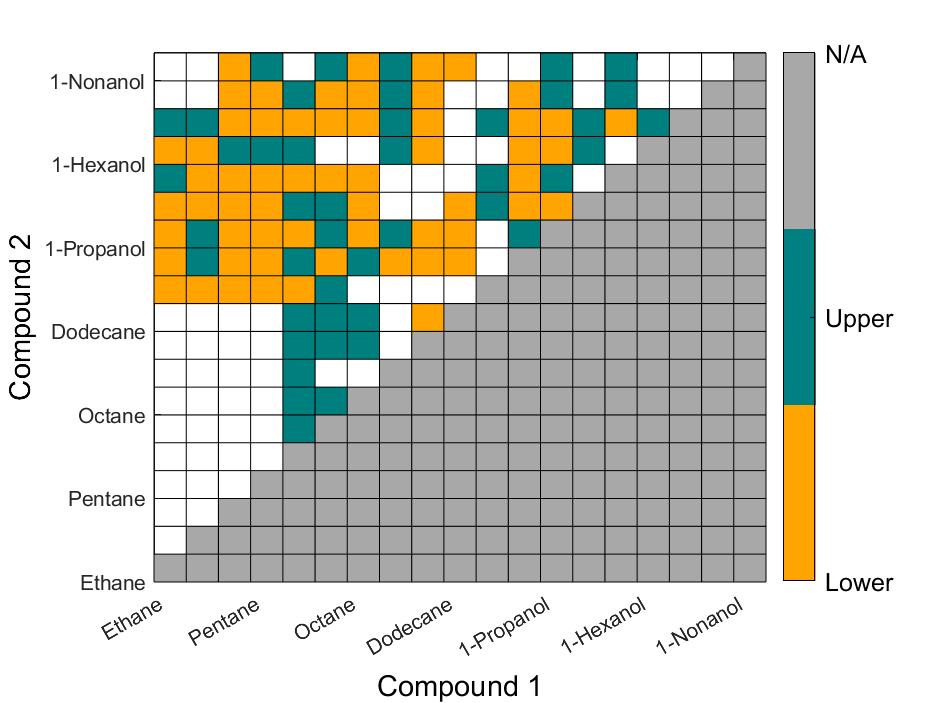 N/A
1-Nonanol
1-Hexanol
1-Propanol
Dodecane
Octane
Pentane
Ethane
Compound 2
Upper
Lower
Ethane
Pentane
Octane
Dodecane
1-Propanol
1-Hexanol
1-Nonanol
Compound 1